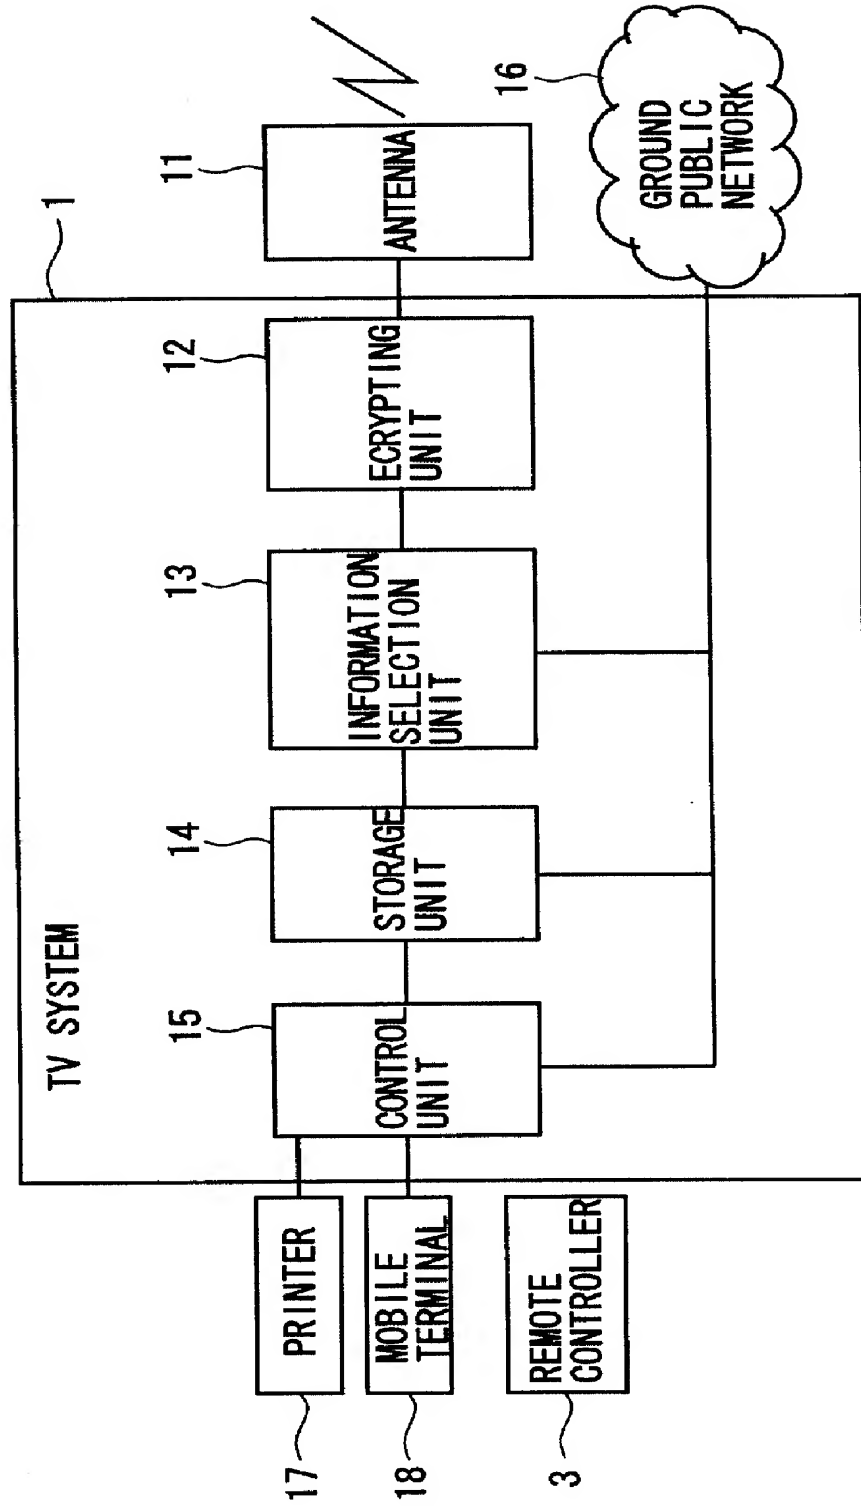 TV SYSTEM
1
17
PRINTER
18
MOBILE
TERMINAL
3
REMOTE
CONTROLLER
15
CONTROL
UNIT
14
STORAGE
UNIT
13
INFORMATION
SELECTION
UNIT
12
ECRYPTING
UNIT
11
ANTENNA
16
GROUND
PUBLIC
NETWORK